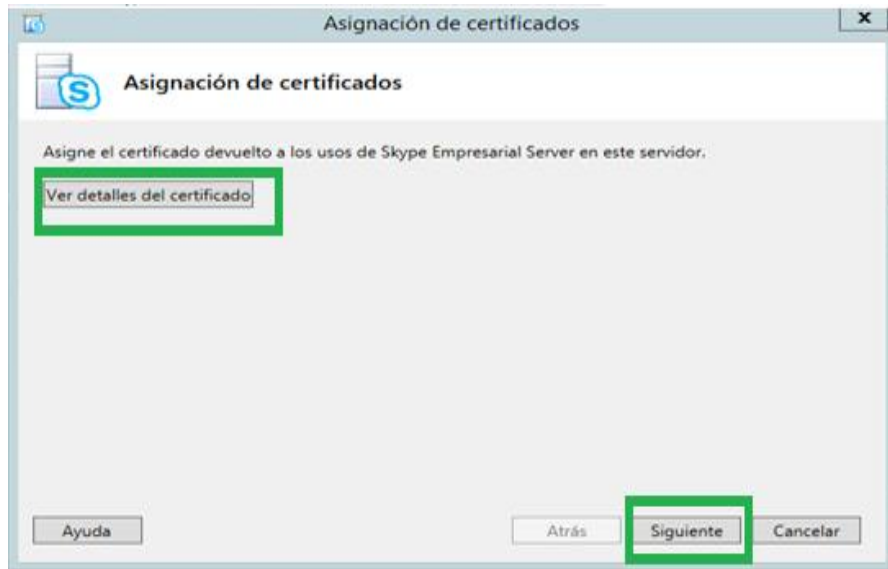 Asignación de certificados
x
S
Asignación de certificados
Asigne el certificado devuelto a los usos de Skype Empresarial Server en este servidor.
Ver detalles del certificado
Ayuda
Atrás
Siguiente
Cancelar